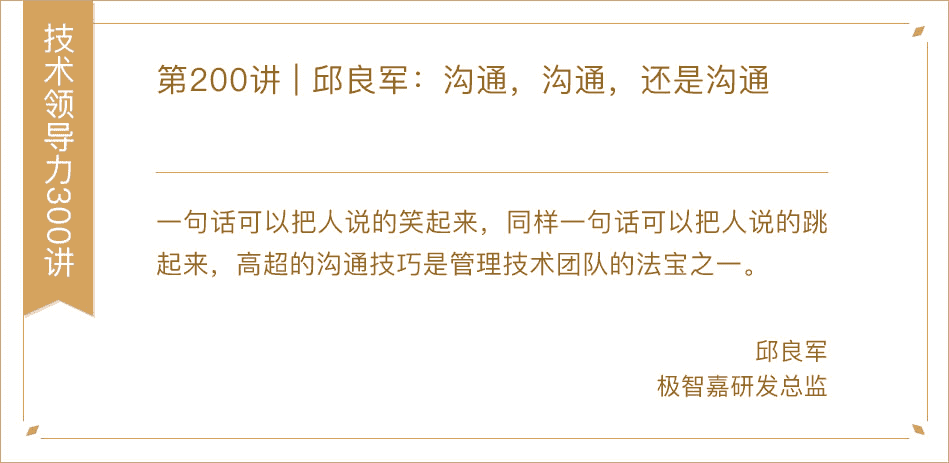 技术领导力300讲
第200讲 | 邱良军：沟通，沟通，还是沟通
一句话可以把人说的笑起来，同样一句话可以把人说的跳
起来，高超的沟通技巧是管理技术团队的法宝之一。
邱良军
极智嘉研发总监